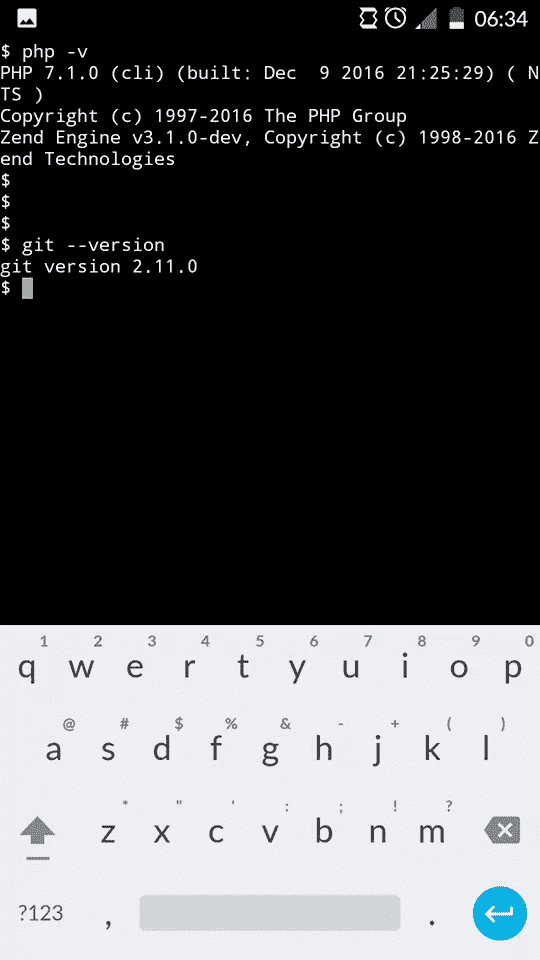 06:34
$ php -v
PHP 7.1.0 (cli) (built: Dec  9 2016 21:25:29) ( N
TS )
Copyright (c) 1997-2016 The PHP Group
Zend Engine v3.1.0-dev, Copyright (c) 1998-2016 Z
end Technologies
$
$
$
$ git --version
git version 2.11.0
$
1 2 3 4 5 6 7 8 9 0
q w e r t y u i o p
@ # $ % & - + ( )
a s d f g h j k l
* " ' : ; ! ?
z x c v b n m
?123 , .